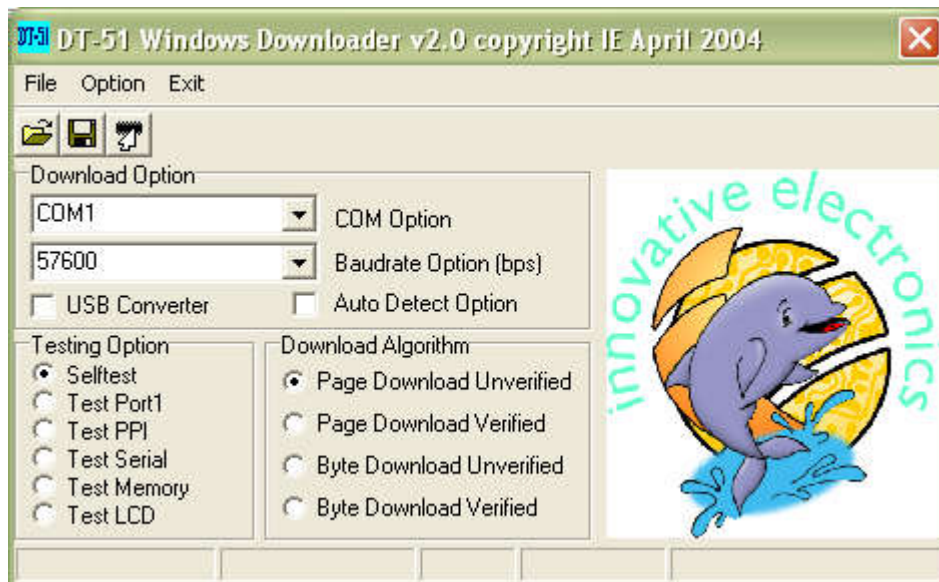 DT-51 DT-51 Windows Downloader v2.0 copyright IE April 2004
File Option Exit
Download Option
COM1 COM Option
57600 Baudrate Option (bps)
USB Converter Auto Detect Option
Testing Option
Selftest
Test Port1
Test PPI
Test Serial
Test Memory
Test LCD
Download Algorithm
Page Download Unverified
Page Download Verified
Byte Download Unverified
Byte Download Verified
innovative electronics